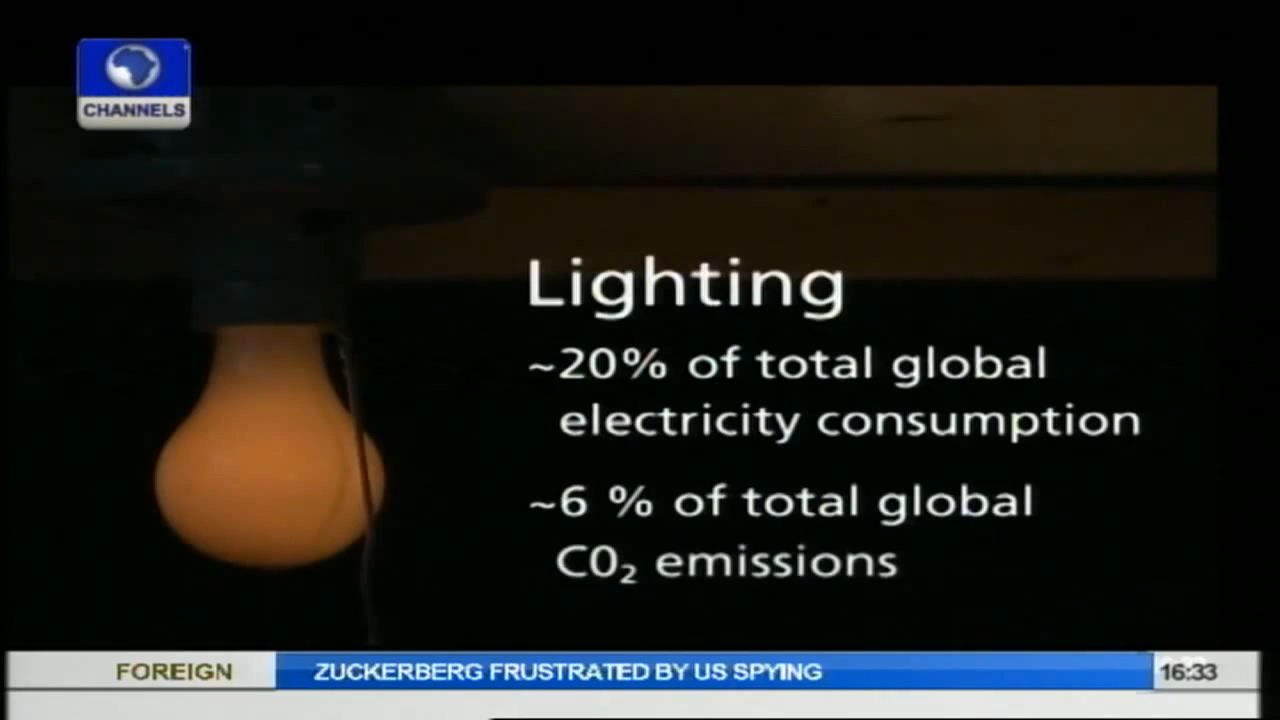 CHANNELS
Lighting
~20% of total global
electricity consumption
~6 % of total global
C0₂ emissions
FOREIGN
ZUCKERBERG FRUSTRATED BY US SPYING
16:33